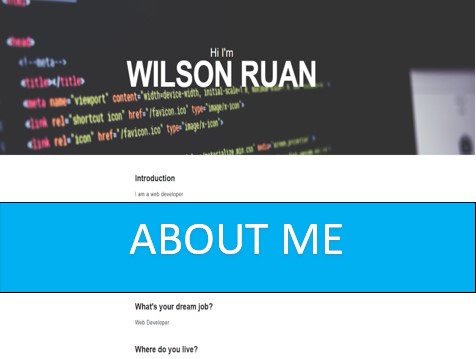 <head>
<!--meta-->
<title></title>
Hi I'm
WILSON RUAN
<meta name="viewport" content="width=device-width, initial-scale=1
<link rel="shortcut icon" href="/favicon.ico" type="image/x-icon">
<link rel="icon" href="/favicon.ico" type="image/x-icon">
Introduction
I am a web developer
ABOUT ME
What's your dream job?
Web Developer
Where do you live?